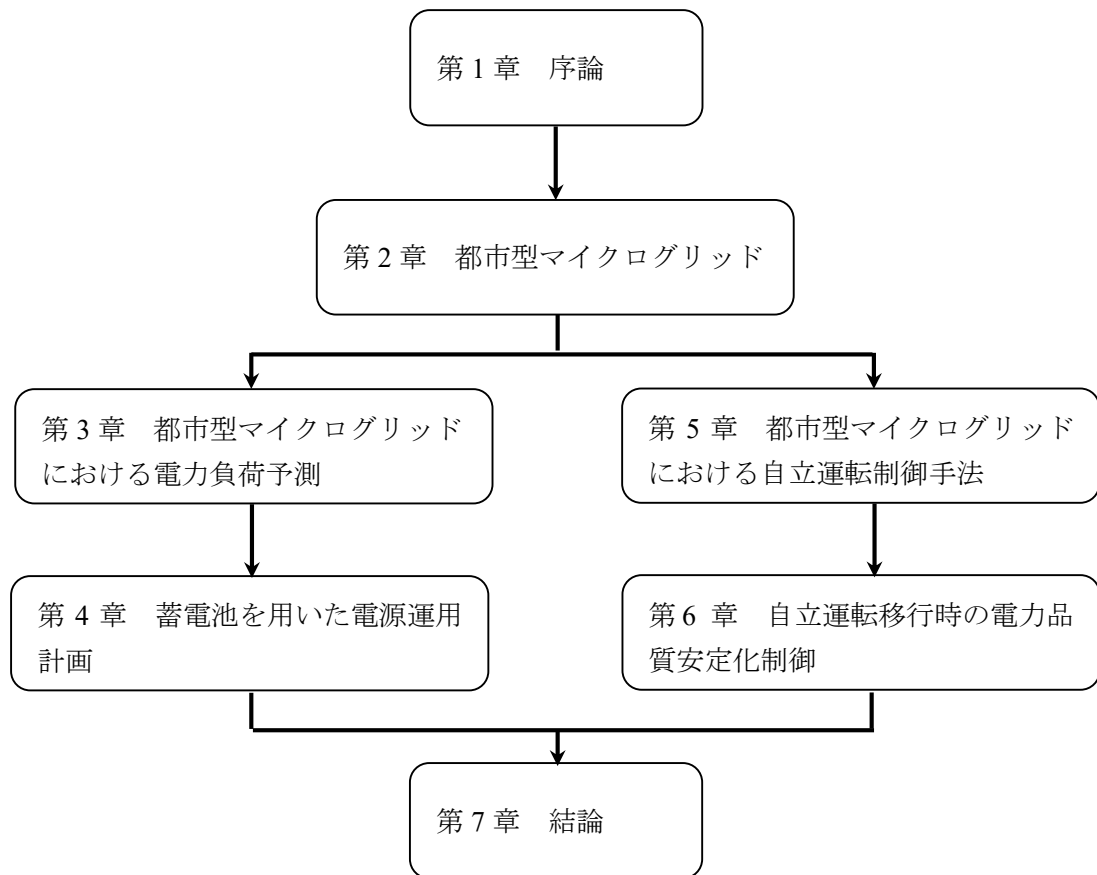 第1章　序論
第2章　都市型マイクログリッド
第3章　都市型マイクログリッド
における電力負荷予測
第4章　蓄電池を用いた電源運用
計画
第5章　都市型マイクログリッド
における自立運転制御手法
第6章　自立運転移行時の電力品
質安定化制御
第7章　結論